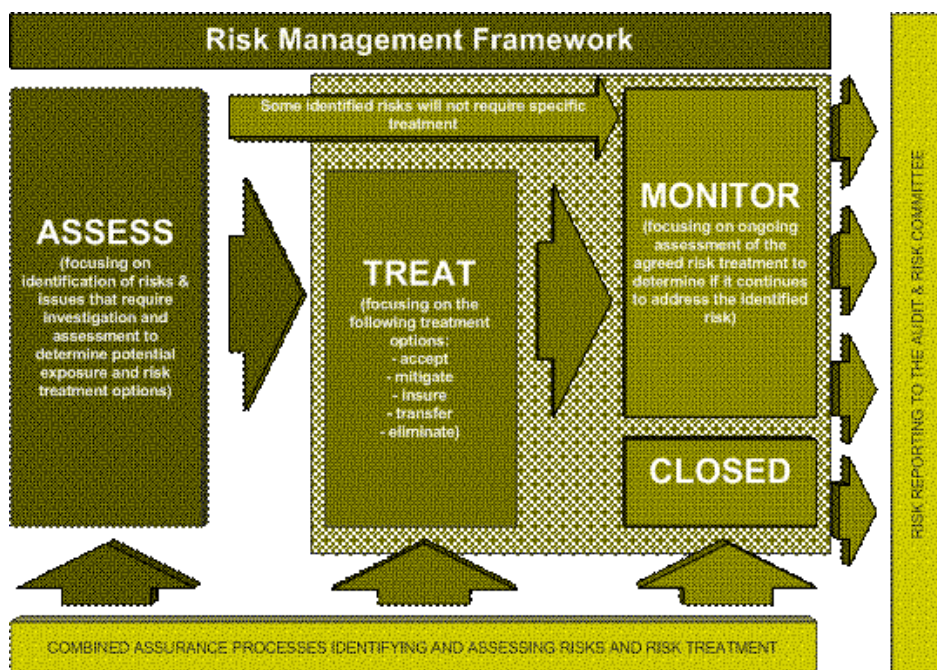 Risk Management Framework
Some identified risks will not require specific
treatment
ASSESS
(focusing on
identification of risks &
issues that require
investigation and
assessment to
determine potential
exposure and risk
treatment options)
TREAT
(focusing on the
following treatment
options:
- accept
- mitigate
- insure
- transfer
- eliminate)
MONITOR
(focusing on ongoing
assessment of the
agreed risk treatment to
determine if it continues
to address the identified
risk)
CLOSED
RISK REPORTING TO THE AUDIT & RISK COMMITTEE
COMBINED ASSURANCE PROCESSES IDENTIFYING AND ASSESSING RISKS AND RISK TREATMENT